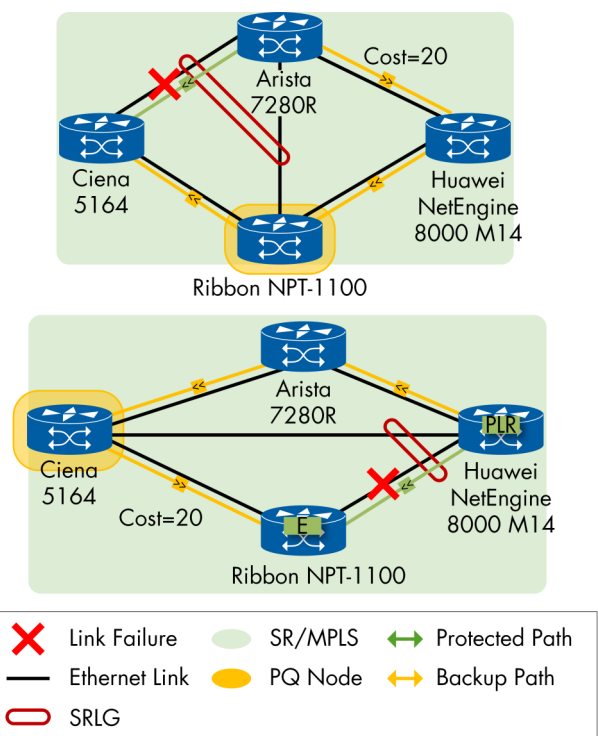 Cost=20
Arista
7280R
Ciena
5164
Huawei
NetEngine
8000 M14
Ribbon NPT-1100
Arista
7280R
PLR
Ciena
5164
Huawei
NetEngine
8000 M14
Cost=20
E
Ribbon NPT-1100
Link Failure
SR/MPLS
Protected Path
Ethernet Link
PQ Node
Backup Path
SRLG